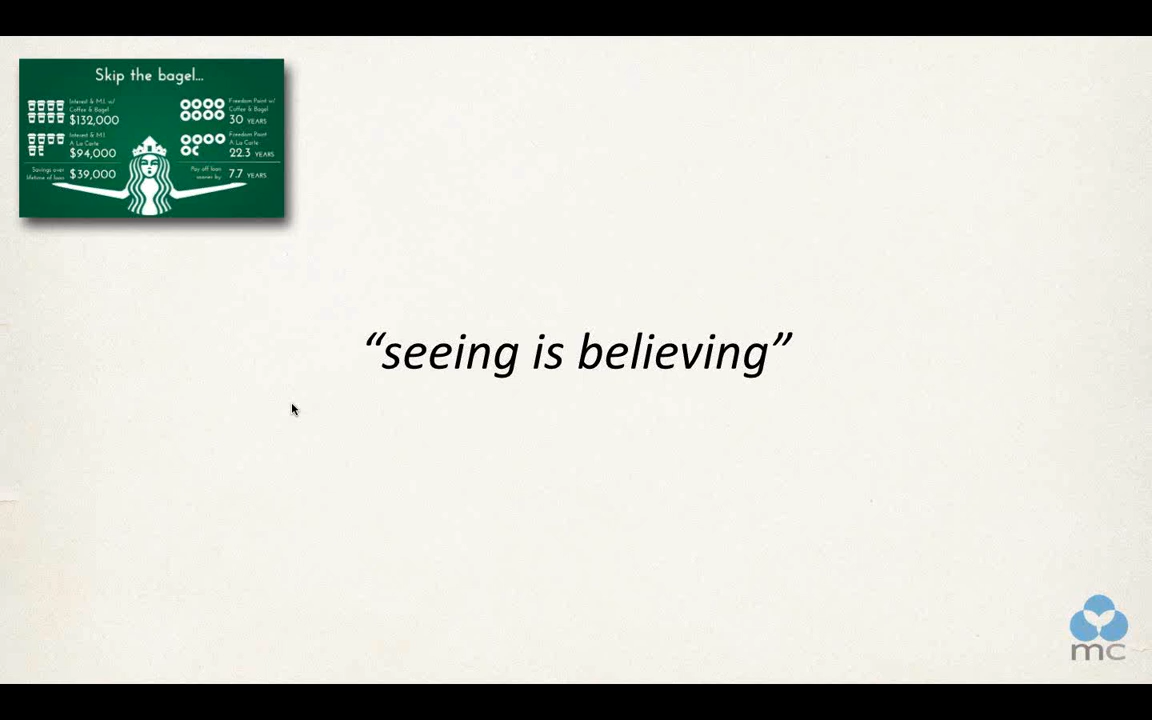 Skip the bagel...
Interest & M.I. w/
Coffee & Bagel
$132,000
Interest & M.I.
A La Carte
$94,000
Savings over
lifetime of loan
$39,000
Freedom Point w/
Coffee & Bagel
30 YEARS
Freedom Point
A La Carte
22.3 YEARS
Pay off loan
sooner by
7.7 YEARS
“seeing is believing”
mc